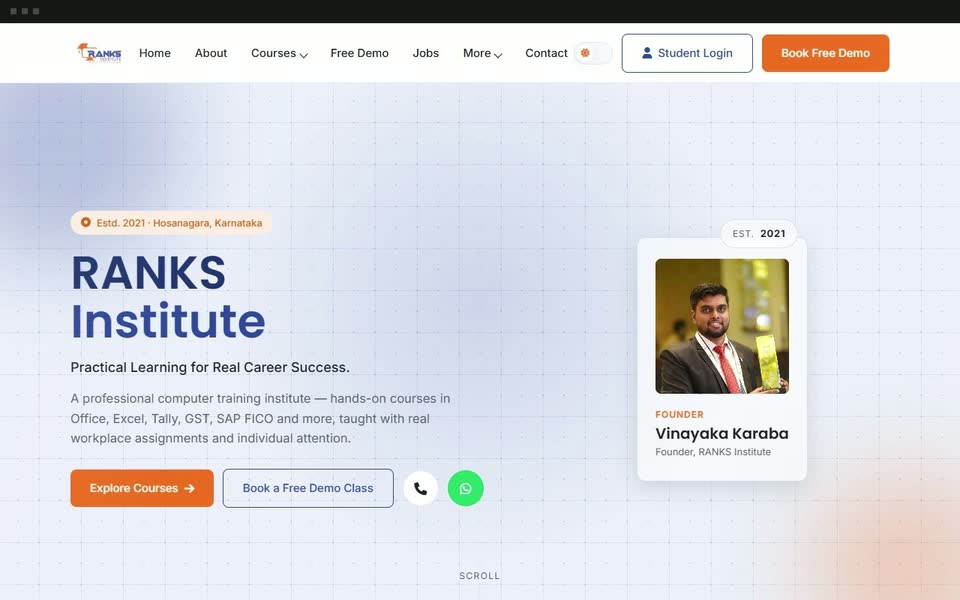 RANKS
INSTITUTE
Home
About
Courses
Free Demo
Jobs
More
Contact
Student Login
Book Free Demo
Estd. 2021 · Hosanagara, Karnataka
RANKS
Institute
Practical Learning for Real Career Success.
A professional computer training institute — hands-on courses in
Office, Excel, Tally, GST, SAP FICO and more, taught with real
workplace assignments and individual attention.
Explore Courses →
Book a Free Demo Class
EST. 2021
FOUNDER
Vinayaka Karaba
Founder, RANKS Institute
SCROLL